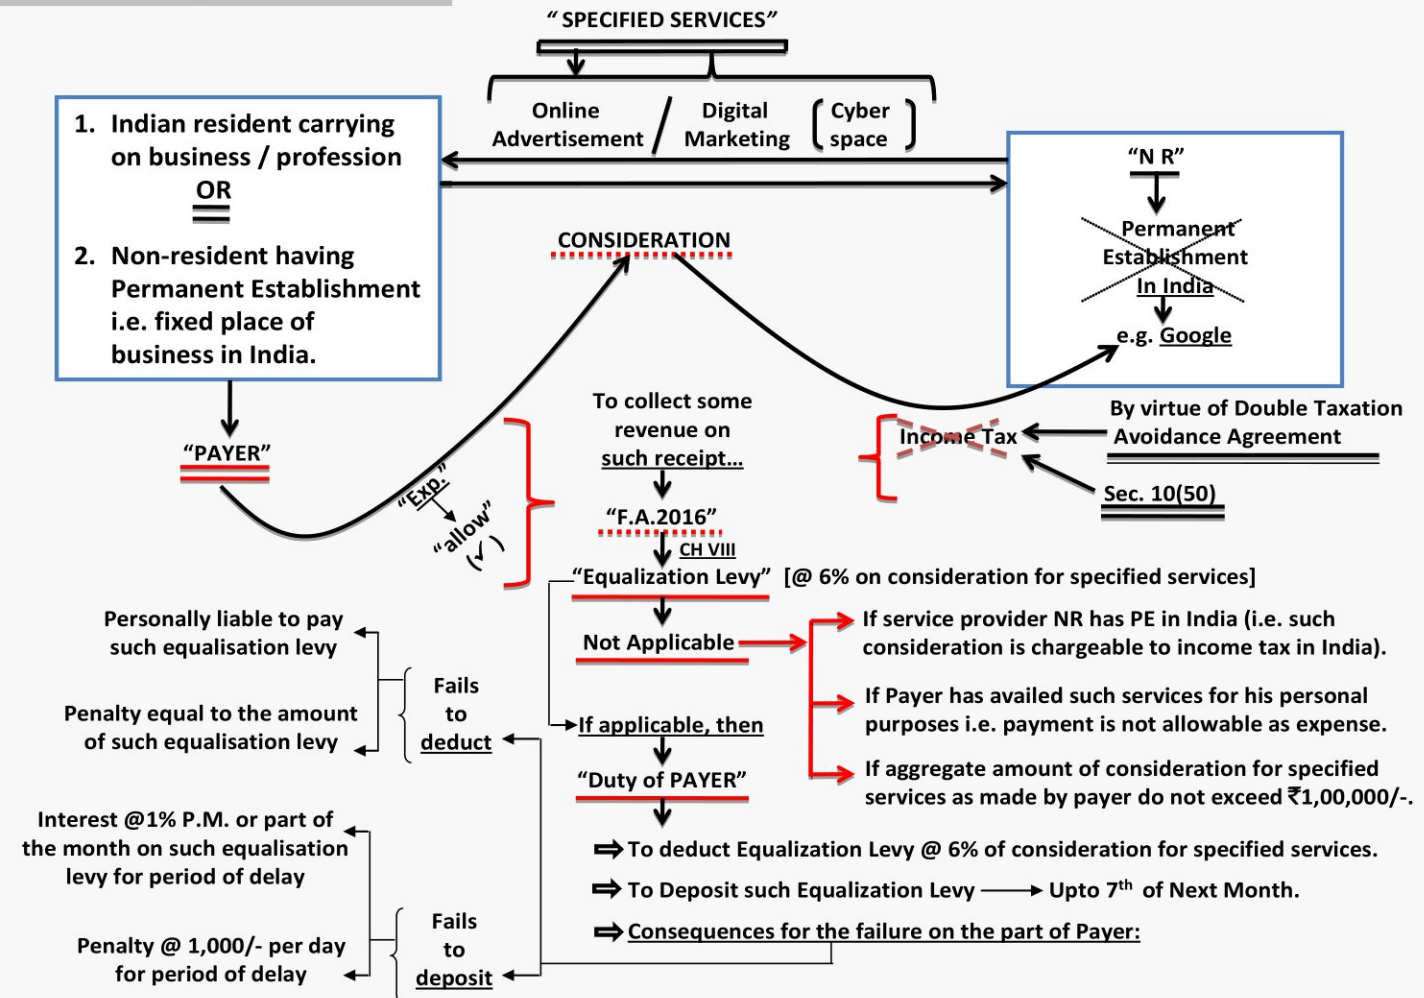 “ SPECIFIED SERVICES”
Online
Advertisement
/
Digital
Marketing
Cyber
space
1. Indian resident carrying
on business / profession
OR
2. Non-resident having
Permanent Establishment
i.e. fixed place of
business in India.
“N R”
Permanent
Establishment
In India
e.g. Google
CONSIDERATION
“PAYER”
“Exp.”
“allow”
(✓)
To collect some
revenue on
such receipt...
“F.A.2016”
CH VIII
Income Tax
By virtue of Double Taxation
Avoidance Agreement
Sec. 10(50)
“Equalization Levy” [@ 6% on consideration for specified services]
Not Applicable
If service provider NR has PE in India (i.e. such
consideration is chargeable to income tax in India).
If Payer has availed such services for his personal
purposes i.e. payment is not allowable as expense.
If aggregate amount of consideration for specified
services as made by payer do not exceed ₹1,00,000/-.
If applicable, then
“Duty of PAYER”
To deduct Equalization Levy @ 6% of consideration for specified services.
To Deposit such Equalization Levy Upto 7th of Next Month.
Consequences for the failure on the part of Payer:
Fails
to
deduct
Personally liable to pay
such equalisation levy
Penalty equal to the amount
of such equalisation levy
Fails
to
deposit
Interest @1% P.M. or part of
the month on such equalisation
levy for period of delay
Penalty @ 1,000/- per day
for period of delay